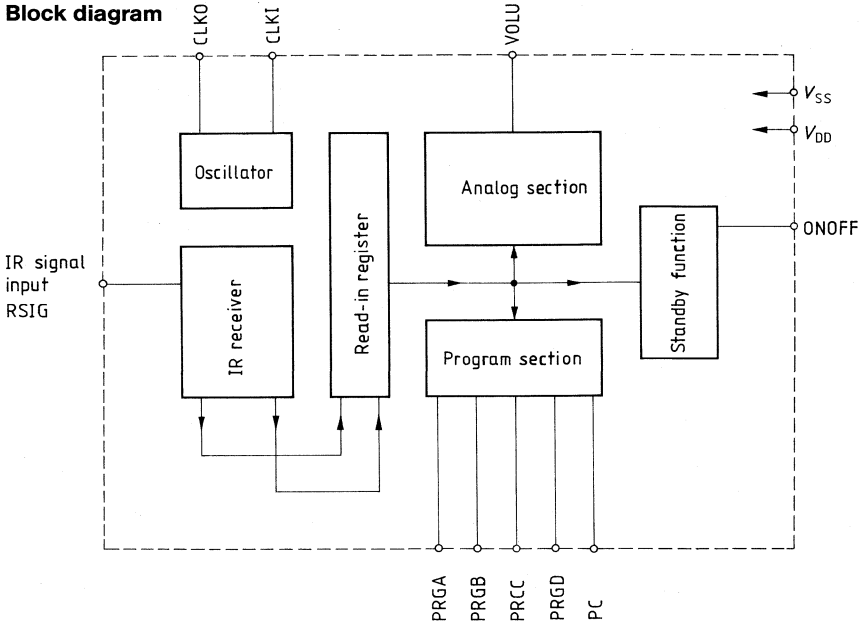 Block diagram
CLKO
CLKI
VOLU
VSS
VDD
Oscillator
Analog section
ONOFF
IR signal
input
RSIG
IR receiver
Read-in register
Standby function
Program section
PRGA
PRGB
PRCC
PRGD
PC